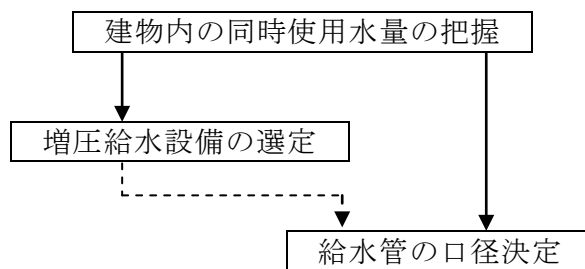 建物内の同時使用水量の把握
増圧給水設備の選定
給水管の口径決定